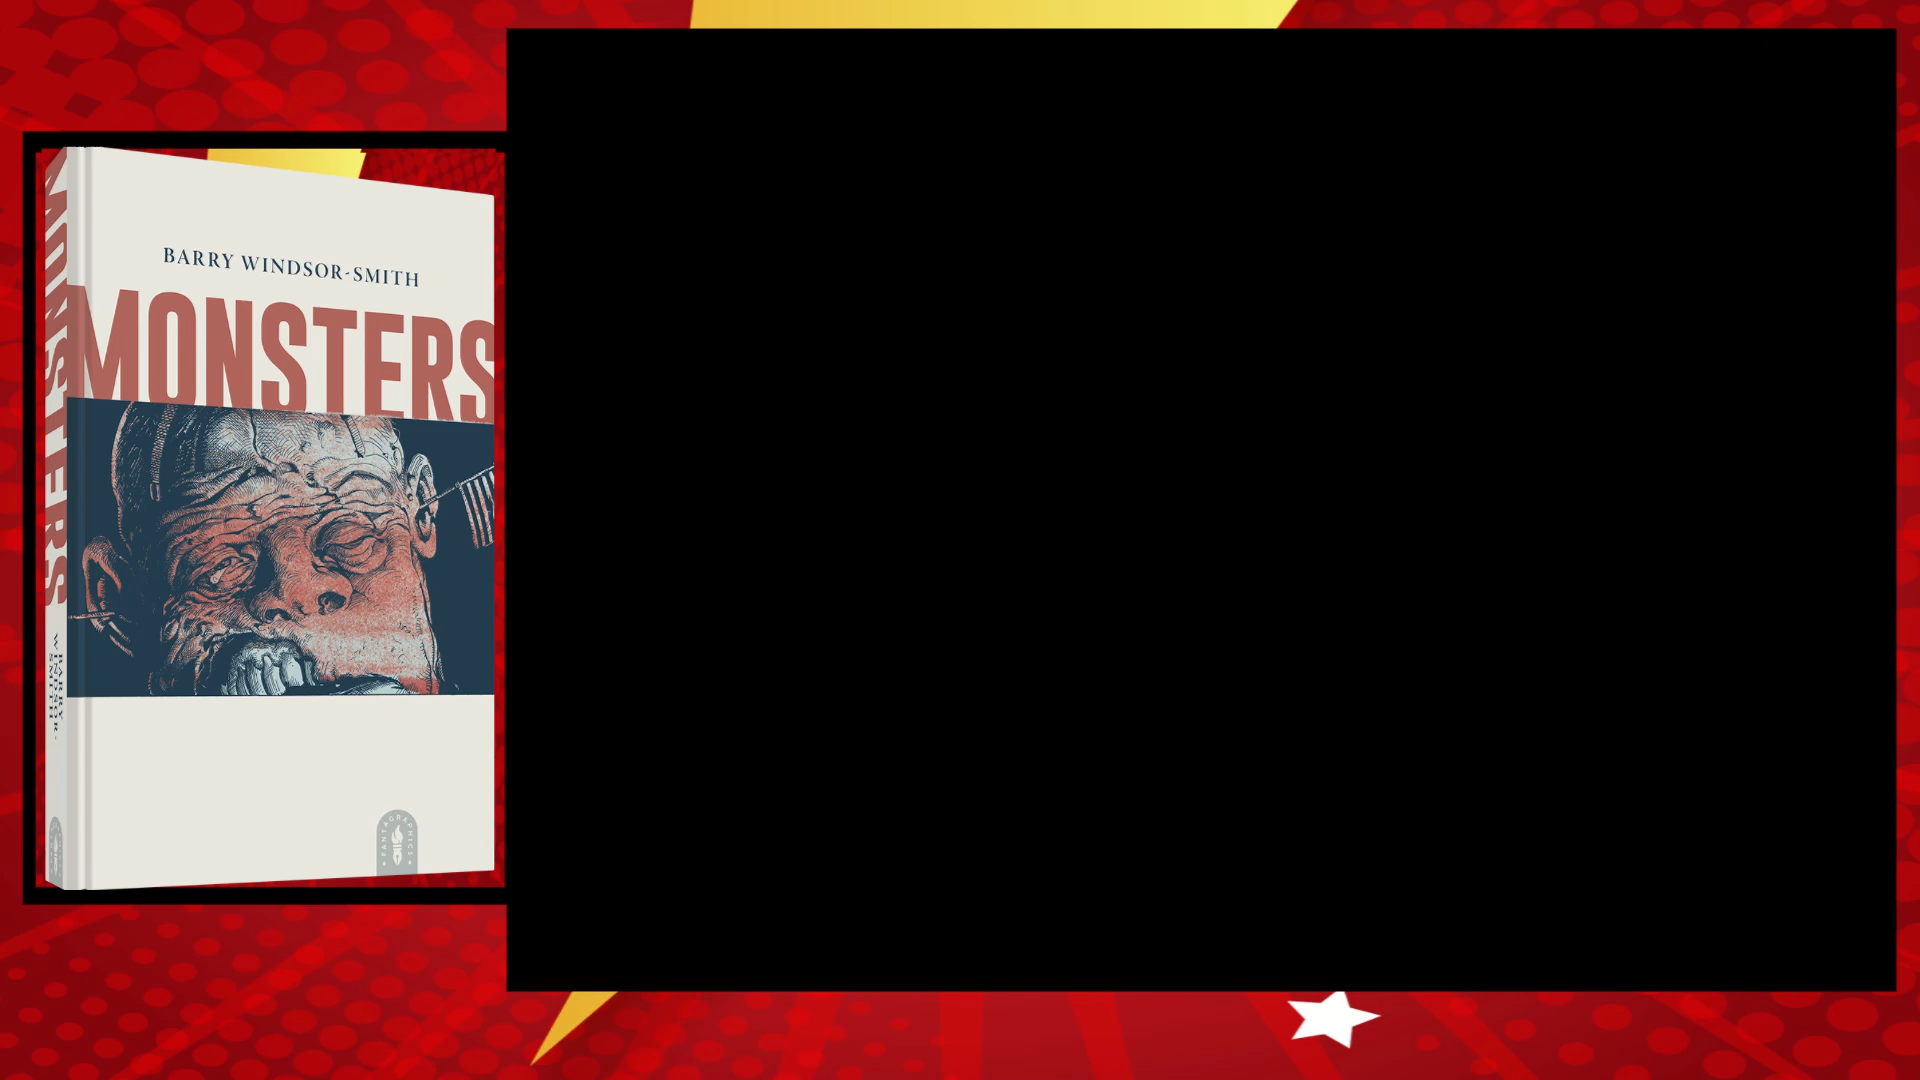 BARRY WINDSOR-SMITH
MONSTERS
MONSTERS
BARRY
WINDSOR-
SMITH
FANTAGRAPHICS